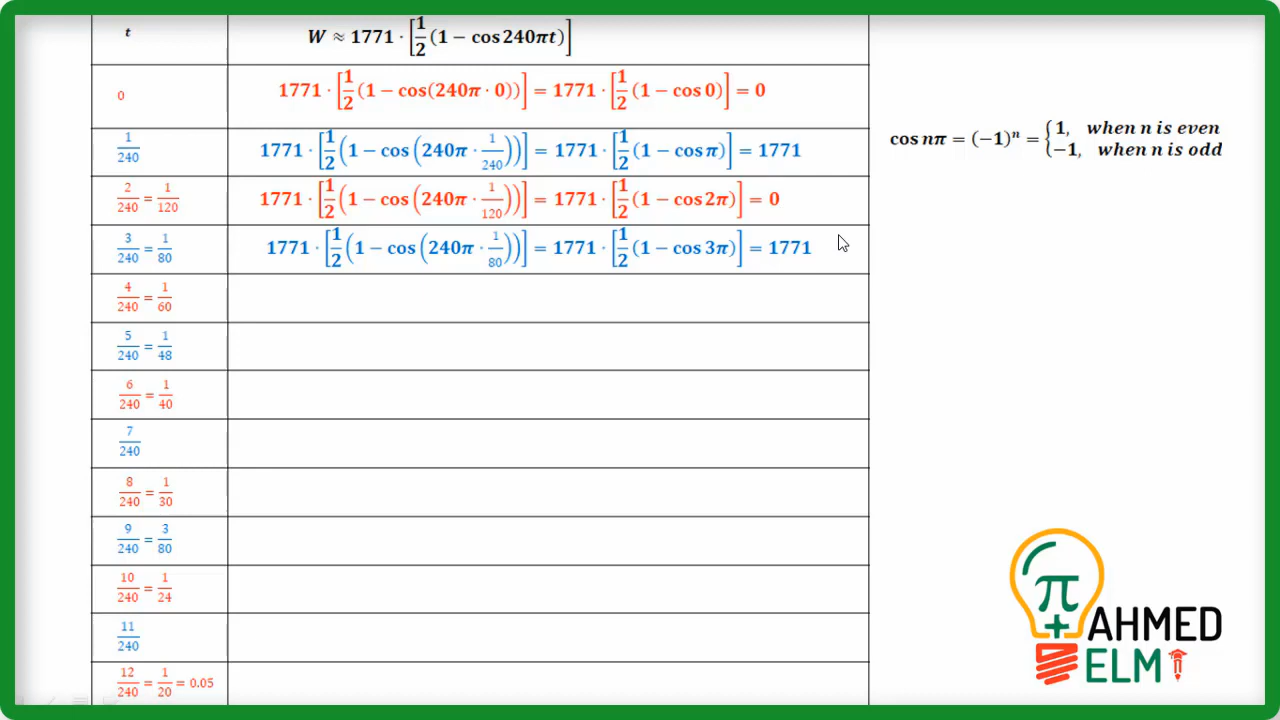 t W ≈ 1771 · [1/2 (1 − cos 240πt)]
0 1771 · [1/2 (1 − cos(240π · 0))] = 1771 · [1/2 (1 − cos 0)] = 0
1/240 1771 · [1/2 (1 − cos (240π · 1/240))] = 1771 · [1/2 (1 − cos π)] = 1771
2/240 = 1/120 1771 · [1/2 (1 − cos (240π · 1/120))] = 1771 · [1/2 (1 − cos 2π)] = 0
3/240 = 1/80 1771 · [1/2 (1 − cos (240π · 1/80))] = 1771 · [1/2 (1 − cos 3π)] = 1771
4/240 = 1/60
5/240 = 1/48
6/240 = 1/40
7/240
8/240 = 1/30
9/240 = 3/80
10/240 = 1/24
11/240
12/240 = 1/20 = 0.05
cos nπ = (−1)ⁿ = { 1, when n is even
−1, when n is odd
π
+
AHMED
ELMI